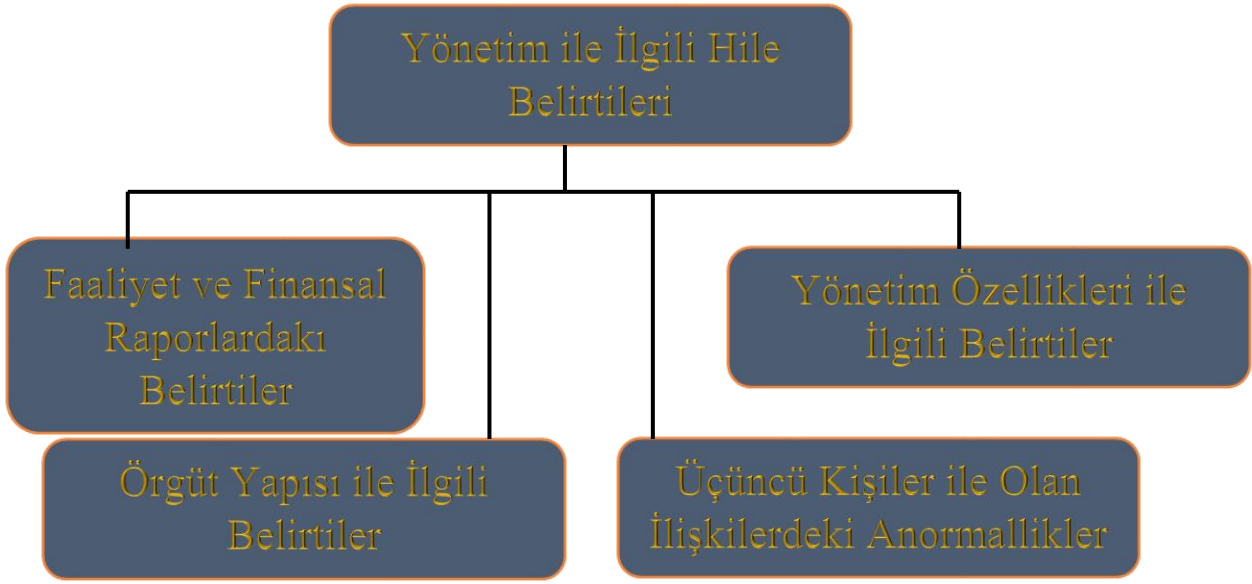 Yönetim ile İlgili Hile
Belirtileri
Faaliyet ve Finansal
Raporlardakı
Belirtiler
Yönetim Özellikleri ile
İlgili Belirtiler
Örgüt Yapısı ile İlgili
Belirtiler
Üçüncü Kişiler ile Olan
İlişkilerdeki Anormallikler